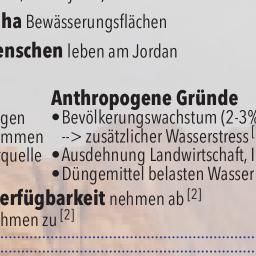 ha Bewässerungsflächen
enschen leben am Jordan
Anthropogene Gründe
gen •Bevölkerungswachstum (2-3%
ommen --> zusätzlicher Wasserstress [
quelle •Ausdehnung Landwirtschaft, I
•Düngemittel belasten Wasser
erfügbarkeit nehmen ab [2]
hmen zu [2]